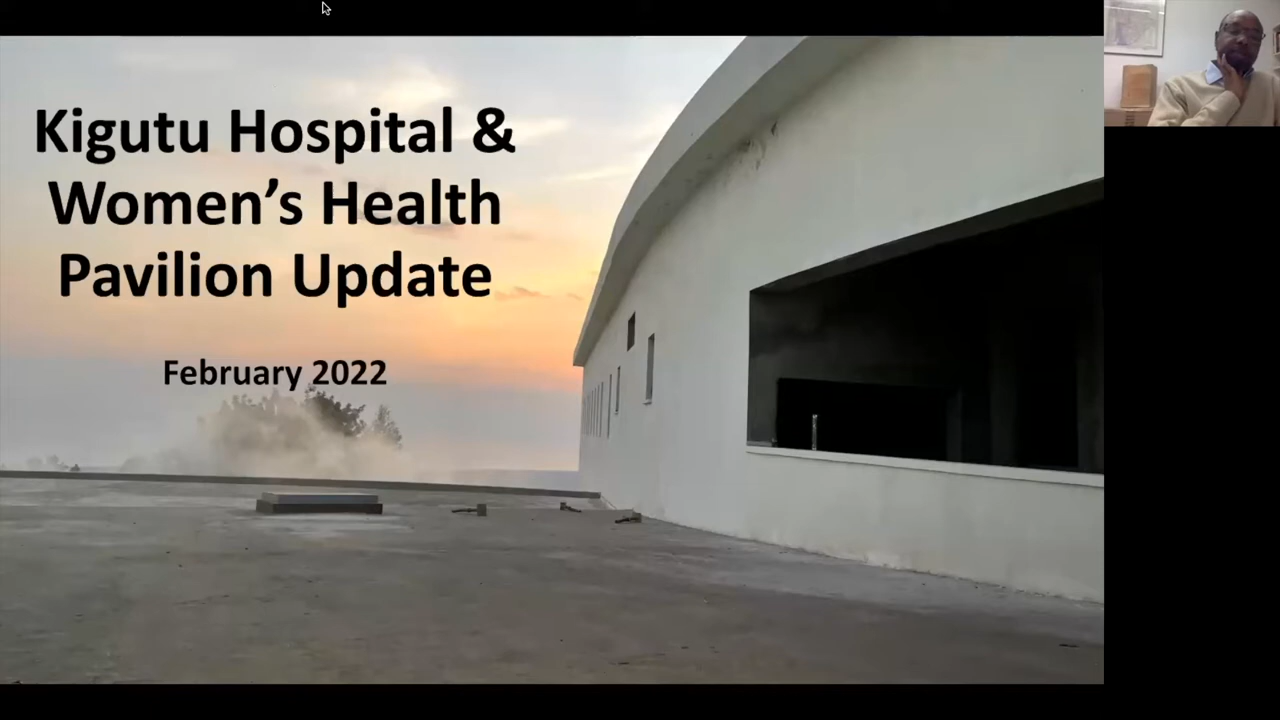 Kigutu Hospital &
Women’s Health
Pavilion Update
February 2022